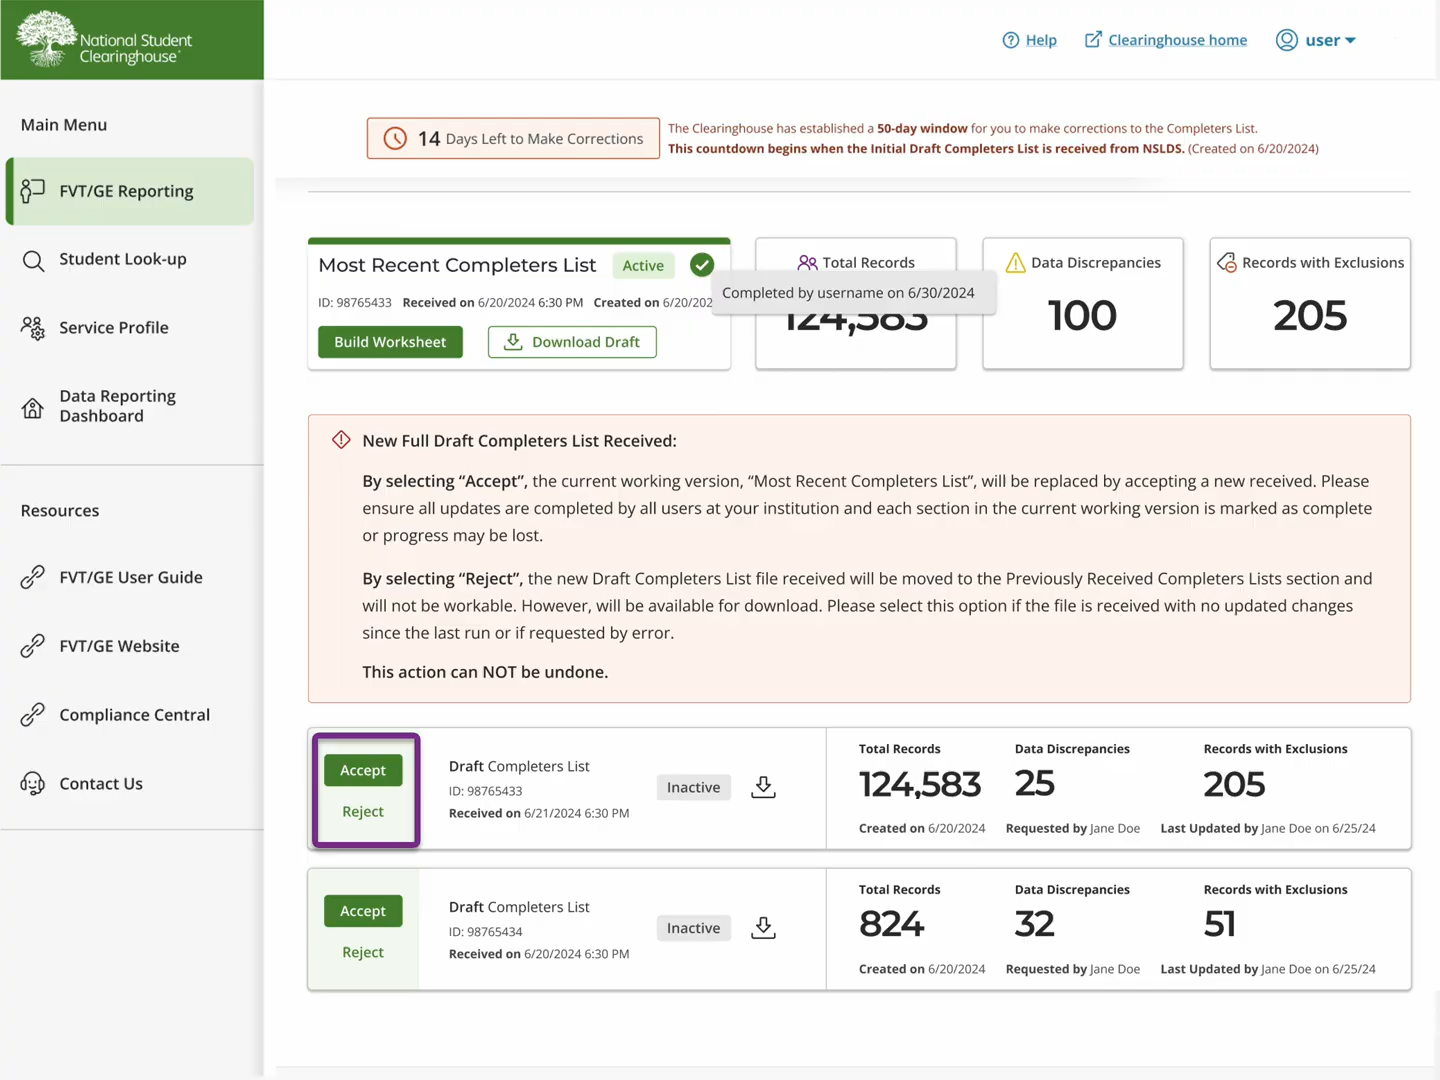 National Student
Clearinghouse
Help
Clearinghouse home
user
Main Menu
FVT/GE Reporting
Student Look-up
Service Profile
Data Reporting
Dashboard
Resources
FVT/GE User Guide
FVT/GE Website
Compliance Central
Contact Us
14 Days Left to Make Corrections
The Clearinghouse has established a 50-day window for you to make corrections to the Completers List.
This countdown begins when the Initial Draft Completers List is received from NSLDS. (Created on 6/20/2024)
Most Recent Completers List
Active
ID: 98765433 Received on 6/20/2024 6:30 PM Created on 6/20/202
Build Worksheet
Download Draft
Completed by username on 6/30/2024
Total Records
124,583
Data Discrepancies
100
Records with Exclusions
205
New Full Draft Completers List Received:
By selecting “Accept”, the current working version, “Most Recent Completers List”, will be replaced by accepting a new received. Please
ensure all updates are completed by all users at your institution and each section in the current working version is marked as complete
or progress may be lost.
By selecting “Reject”, the new Draft Completers List file received will be moved to the Previously Received Completers Lists section and
will not be workable. However, will be available for download. Please select this option if the file is received with no updated changes
since the last run or if requested by error.
This action can NOT be undone.
Accept
Reject
Draft Completers List
ID: 98765433
Received on 6/21/2024 6:30 PM
Inactive
Total Records
124,583
Data Discrepancies
25
Records with Exclusions
205
Created on 6/20/2024
Requested by Jane Doe
Last Updated by Jane Doe on 6/25/24
Accept
Reject
Draft Completers List
ID: 98765434
Received on 6/20/2024 6:30 PM
Inactive
Total Records
824
Data Discrepancies
32
Records with Exclusions
51
Created on 6/20/2024
Requested by Jane Doe
Last Updated by Jane Doe on 6/25/24